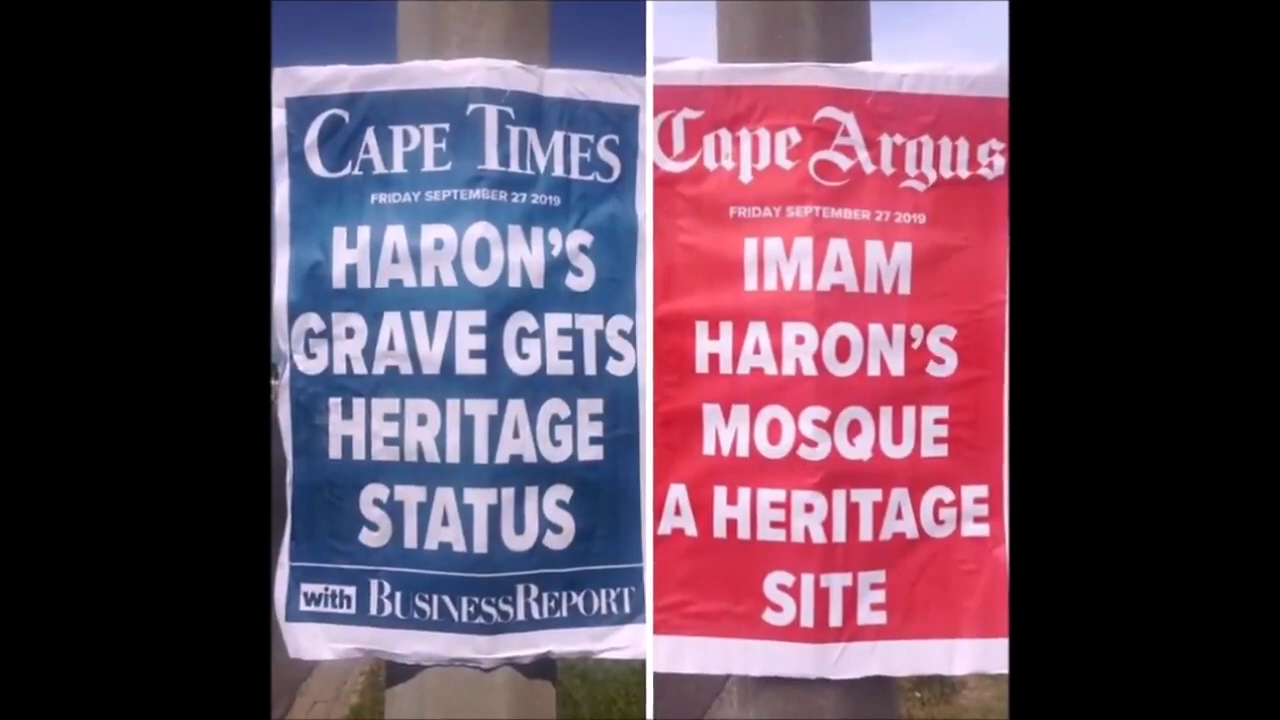 CAPE TIMES
FRIDAY SEPTEMBER 27 2019
HARON'S
GRAVE GETS
HERITAGE
STATUS
with BUSINESSREPORT
Cape Argus
FRIDAY SEPTEMBER 27 2019
IMAM
HARON'S
MOSQUE
A HERITAGE
SITE